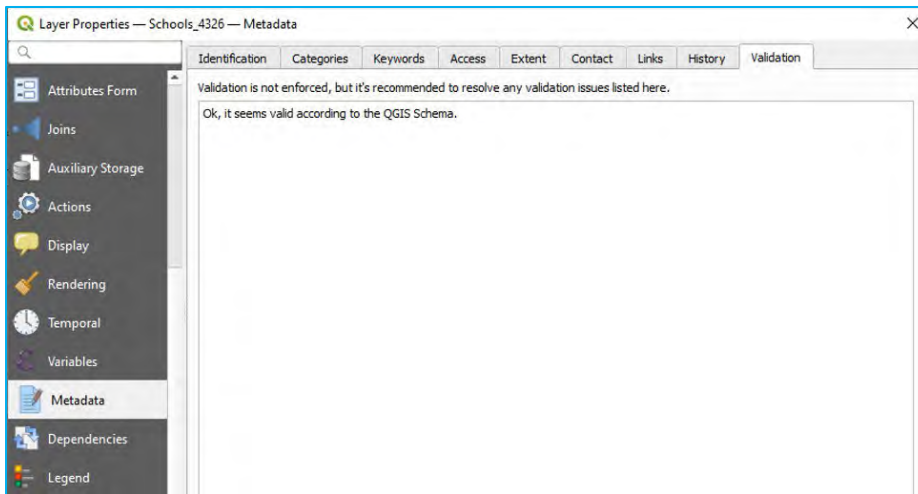 Layer Properties — Schools_4326 — Metadata
Identification Categories Keywords Access Extent Contact Links History Validation
Validation is not enforced, but it's recommended to resolve any validation issues listed here.
Ok, it seems valid according to the QGIS Schema.
Attributes Form
Joins
Auxiliary Storage
Actions
Display
Rendering
Temporal
Variables
Metadata
Dependencies
Legend